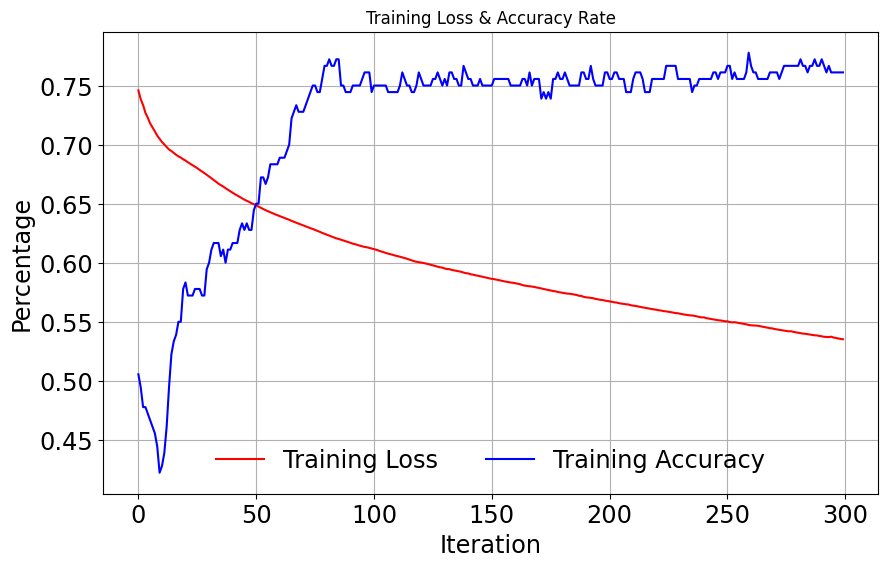 Training Loss & Accuracy Rate
Percentage
0.75
0.70
0.65
0.60
0.55
0.50
0.45
Training Loss Training Accuracy
0 50 100 150 200 250 300
Iteration